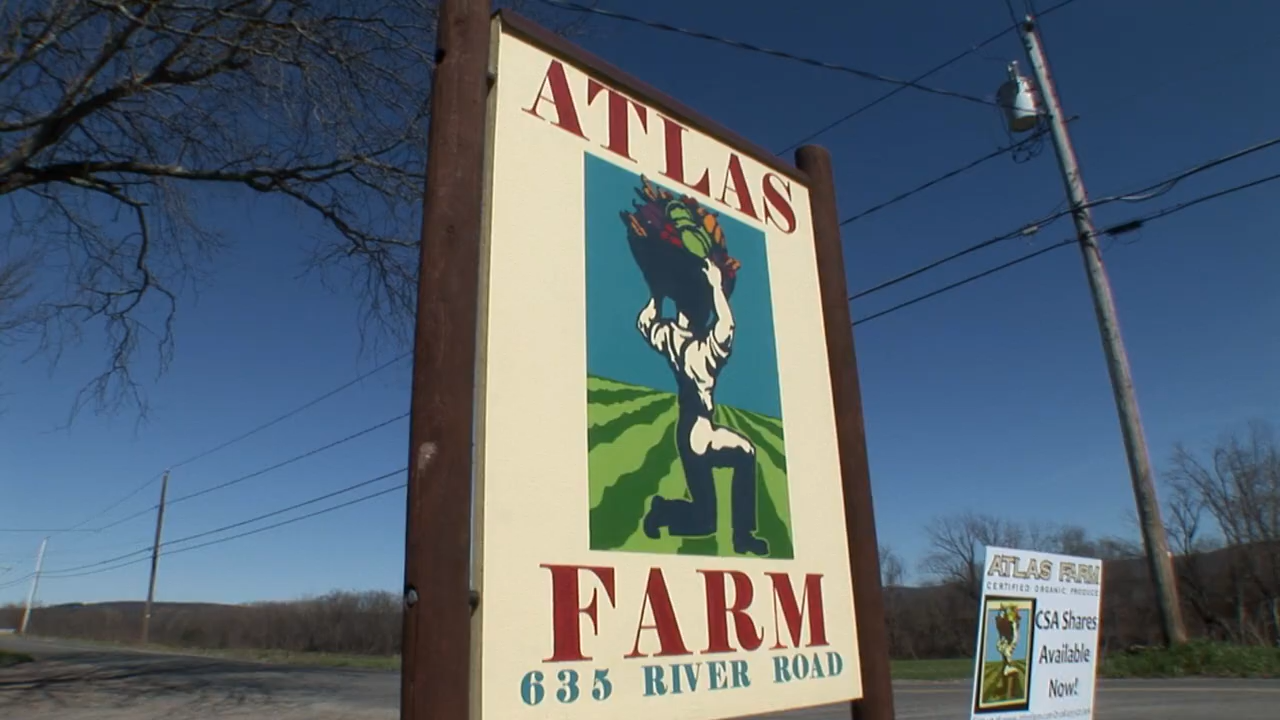 ATLAS
FARM
635 RIVER ROAD
ATLAS FARM
CERTIFIED ORGANIC PRODUCE
CSA Shares
Available
Now!